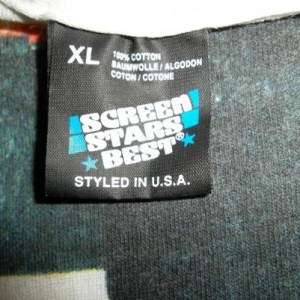 XL
100% COTTON
BAUMWOLLE / ALGODON
COTON / COTONE
SCREEN
STARS
BEST
STYLED IN U.S.A.